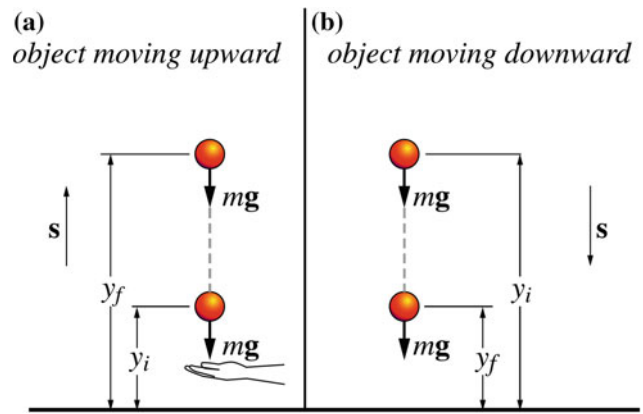 (a)
object moving upward
mg
s
y_f
mg
y_i
(b)
object moving downward
mg
s
y_i
mg
y_f